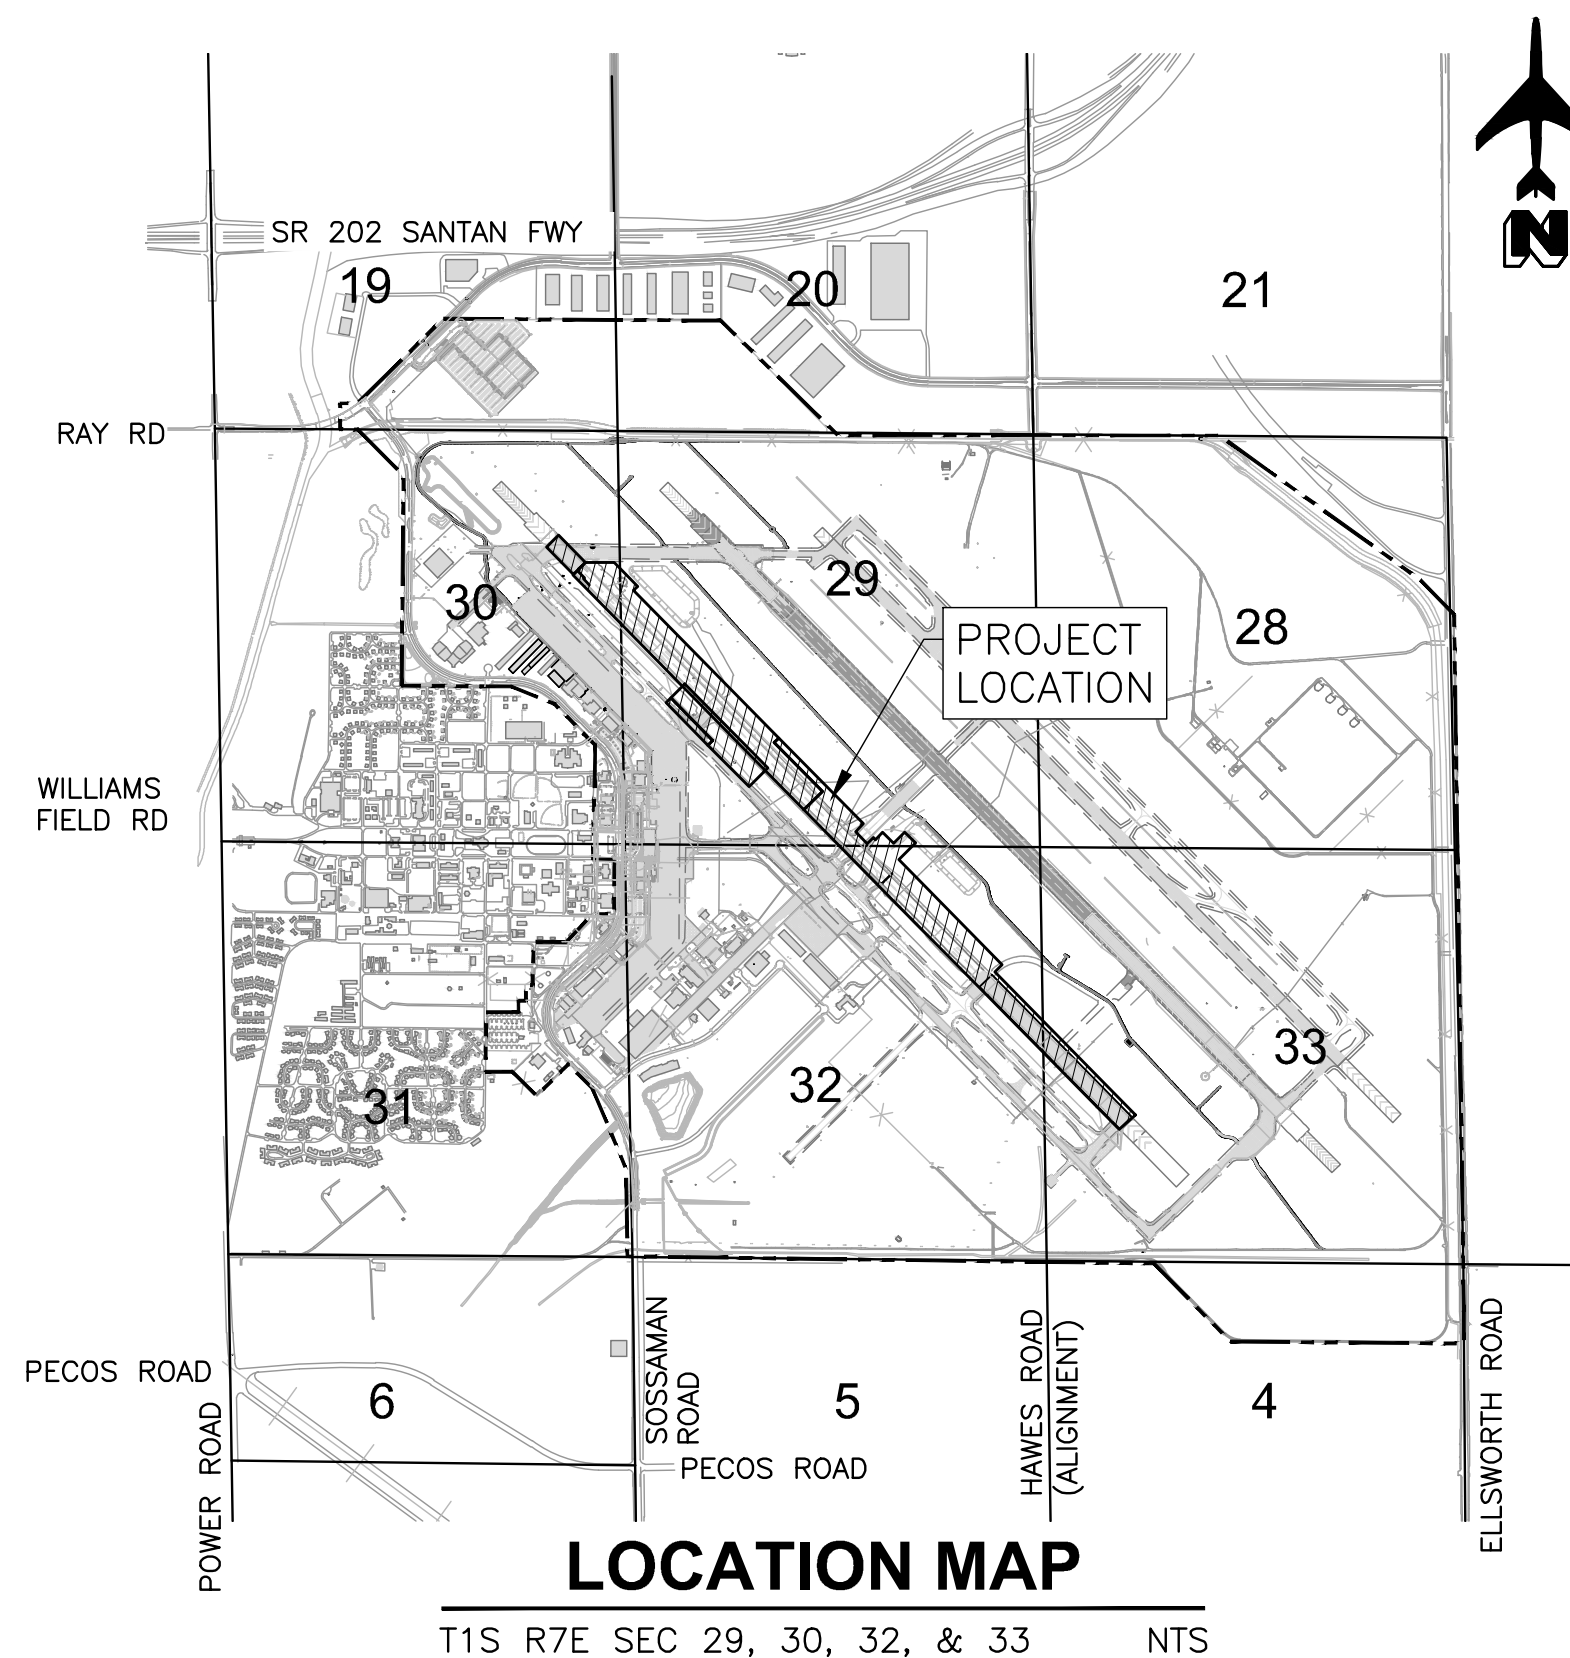 N
SR 202 SANTAN FWY
19
20
21
RAY RD
29
30
28
PROJECT
LOCATION
WILLIAMS
FIELD RD
33
32
31
PECOS ROAD
6
5
4
POWER ROAD
SOSSAMAN
ROAD
PECOS ROAD
HAWES ROAD
(ALIGNMENT)
ELLSWORTH ROAD
LOCATION MAP
T1S R7E SEC 29, 30, 32, & 33 NTS